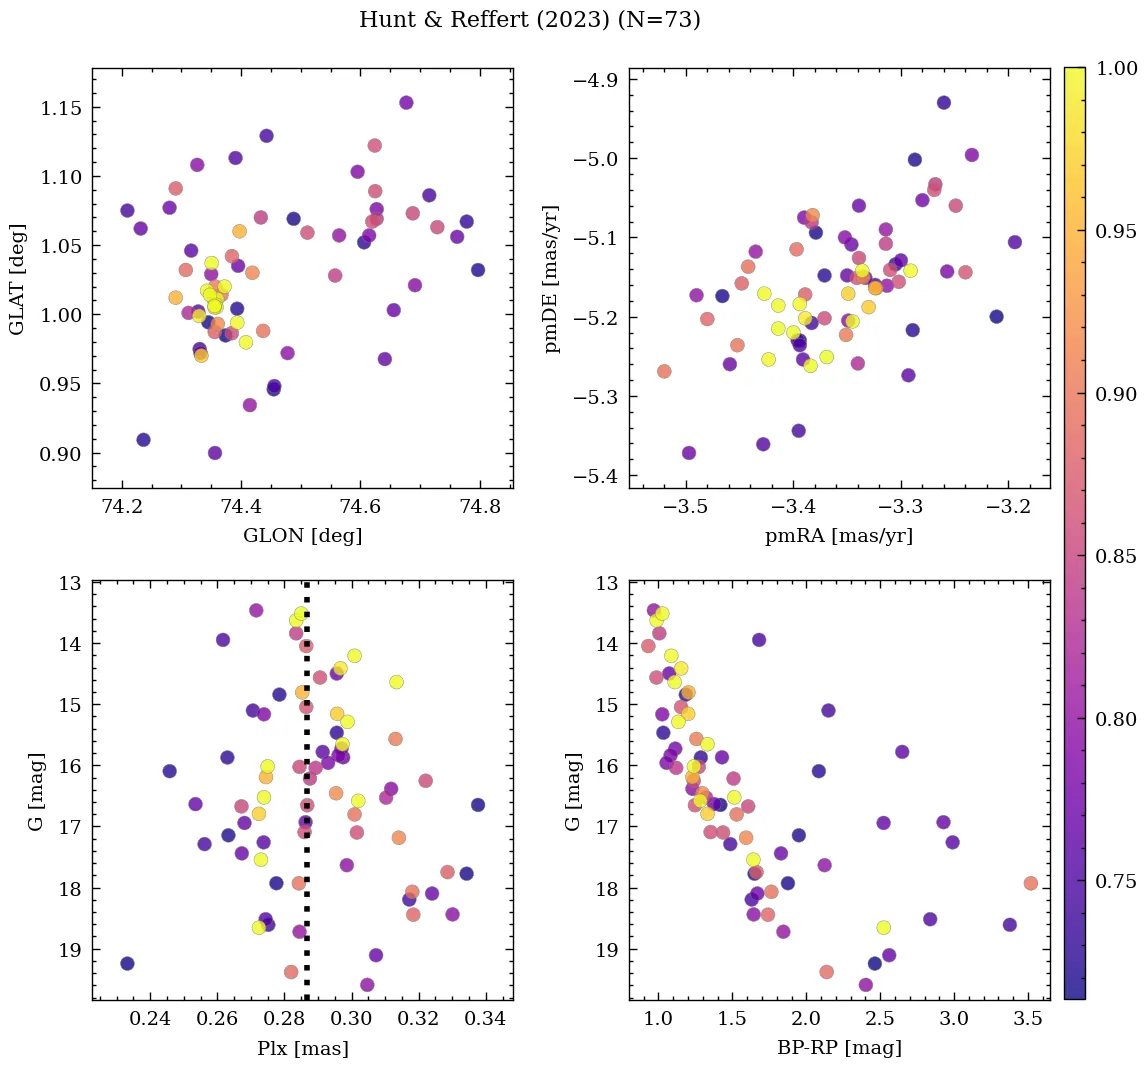 Hunt & Reffert (2023) (N=73)
1.15
1.10
1.05
1.00
0.95
0.90
GLAT [deg]
74.2 74.4 74.6 74.8
GLON [deg]
−4.9
−5.0
−5.1
−5.2
−5.3
−5.4
pmDE [mas/yr]
−3.5 −3.4 −3.3 −3.2
pmRA [mas/yr]
1.00
0.95
0.90
0.85
0.80
0.75
13
14
15
16
17
18
19
G [mag]
0.24 0.26 0.28 0.30 0.32 0.34
Plx [mas]
13
14
15
16
17
18
19
G [mag]
1.0 1.5 2.0 2.5 3.0 3.5
BP-RP [mag]